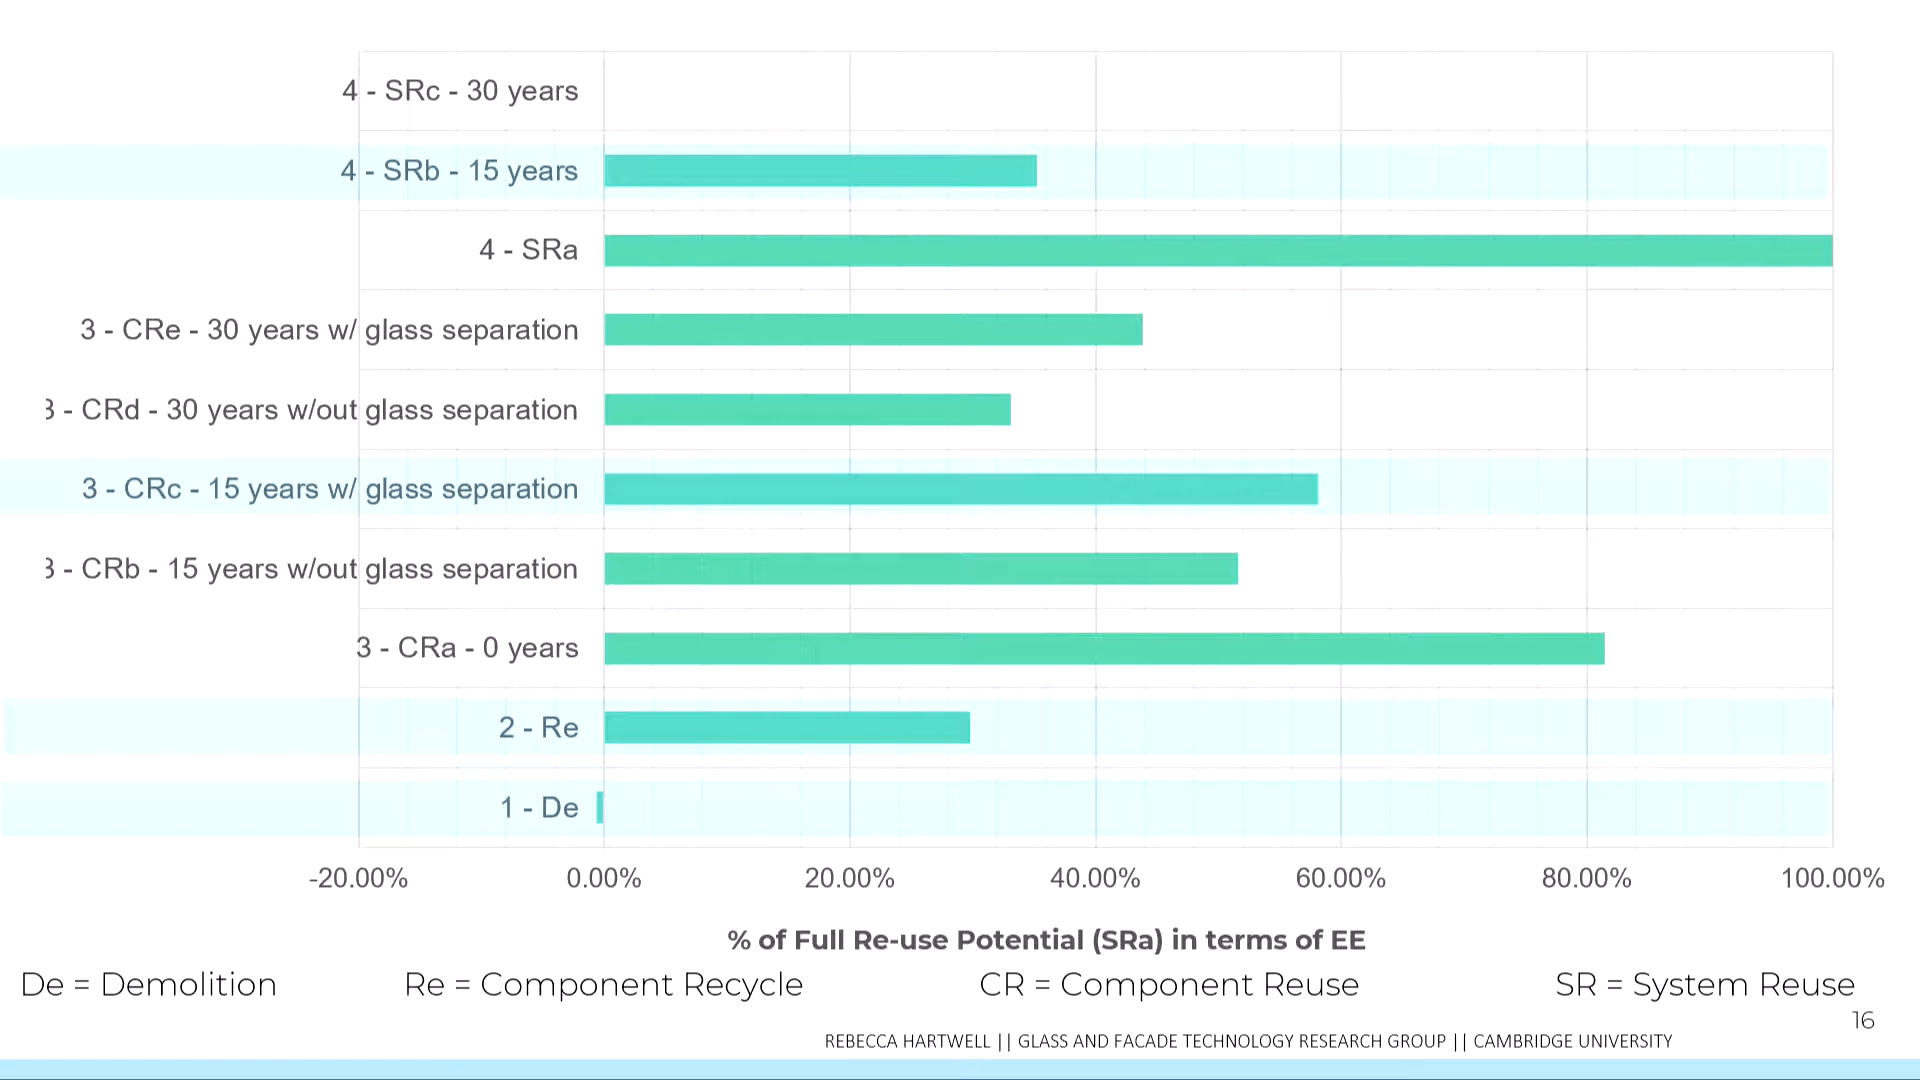 4 - SRc - 30 years
4 - SRb - 15 years
4 - SRa
3 - CRe - 30 years w/ glass separation
3 - CRd - 30 years w/out glass separation
3 - CRc - 15 years w/ glass separation
3 - CRb - 15 years w/out glass separation
3 - CRa - 0 years
2 - Re
1 - De
-20.00% 0.00% 20.00% 40.00% 60.00% 80.00% 100.00%
% of Full Re-use Potential (SRa) in terms of EE
De = Demolition Re = Component Recycle CR = Component Reuse SR = System Reuse
16
REBECCA HARTWELL || GLASS AND FACADE TECHNOLOGY RESEARCH GROUP || CAMBRIDGE UNIVERSITY